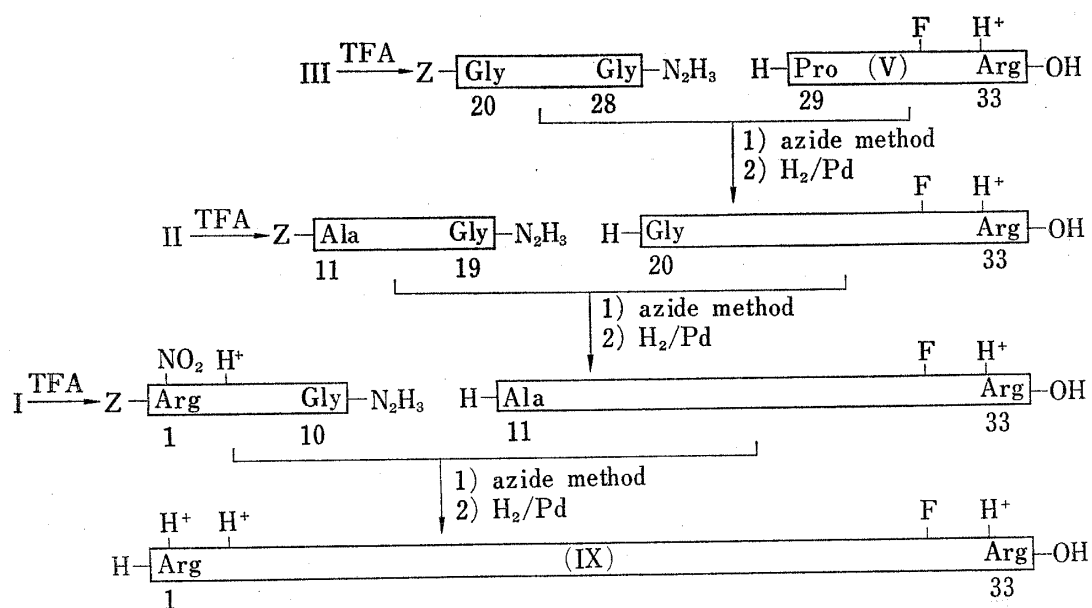 F H⁺
III TFA Z- Gly Gly -N₂H₃ H- Pro (V) Arg -OH
20 28 29 33
1) azide method
2) H₂/Pd
F H⁺
II TFA Z- Ala Gly -N₂H₃ H- Gly Arg -OH
11 19 20 33
1) azide method
2) H₂/Pd
NO₂ H⁺ F H⁺
I TFA Z- Arg Gly -N₂H₃ H- Ala Arg -OH
1 10 11 33
1) azide method
2) H₂/Pd
H⁺ H⁺ F H⁺
H- Arg (IX) Arg -OH
1 33